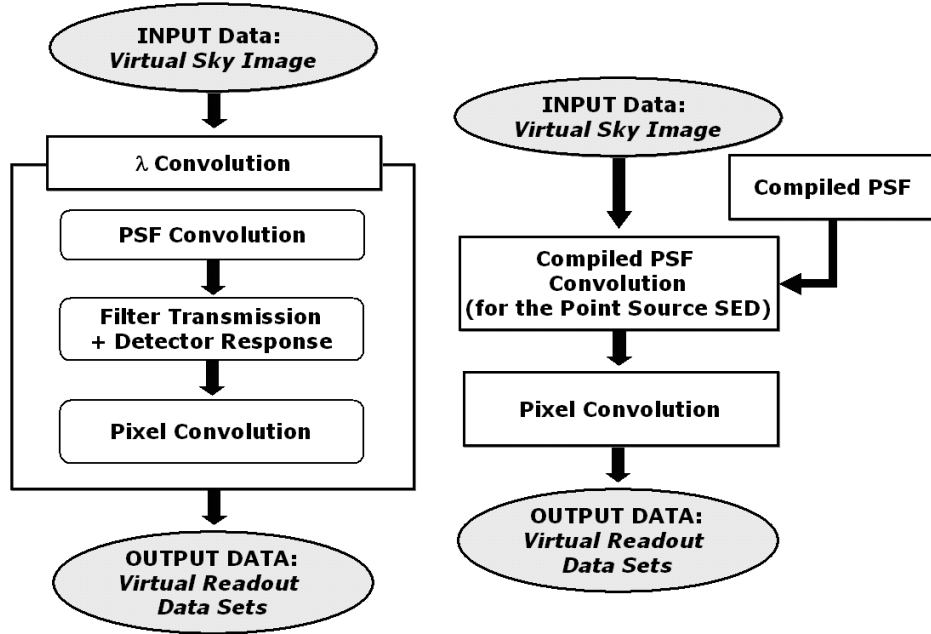 INPUT Data:
Virtual Sky Image
λ Convolution
PSF Convolution
Filter Transmission
+ Detector Response
Pixel Convolution
OUTPUT DATA:
Virtual Readout
Data Sets
INPUT Data:
Virtual Sky Image
Compiled PSF
Compiled PSF
Convolution
(for the Point Source SED)
Pixel Convolution
OUTPUT DATA:
Virtual Readout
Data Sets